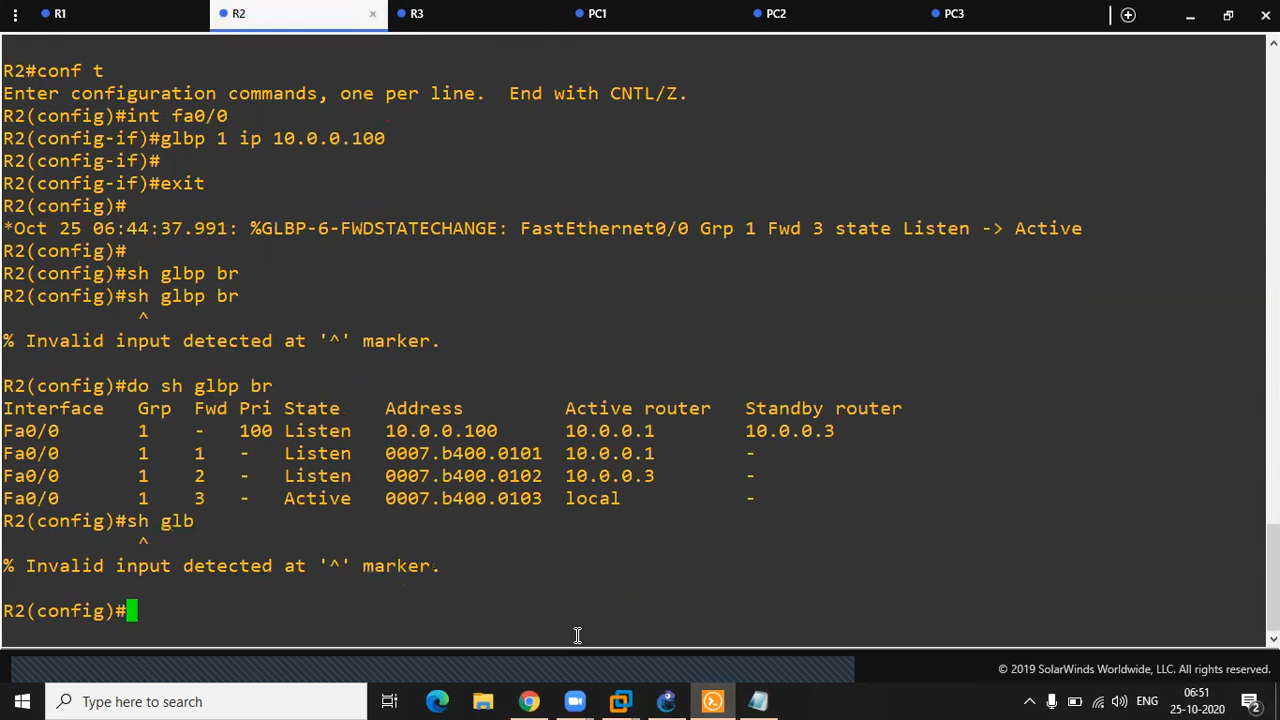 R1
R2
×
R3
PC1
PC2
PC3
R2#conf t
Enter configuration commands, one per line.  End with CNTL/Z.
R2(config)#int fa0/0
R2(config-if)#glbp 1 ip 10.0.0.100
R2(config-if)#
R2(config-if)#exit
R2(config)#
*Oct 25 06:44:37.991: %GLBP-6-FWDSTATECHANGE: FastEthernet0/0 Grp 1 Fwd 3 state Listen -> Active
R2(config)#
R2(config)#sh glbp br
R2(config)#sh glbp br
^
% Invalid input detected at '^' marker.
R2(config)#do sh glbp br
Interface   Grp  Fwd Pri State    Address         Active router   Standby router
Fa0/0       1    -   100 Listen   10.0.0.100      10.0.0.1        10.0.0.3
Fa0/0       1    1   -   Listen   0007.b400.0101  10.0.0.1        -
Fa0/0       1    2   -   Listen   0007.b400.0102  10.0.0.3        -
Fa0/0       1    3   -   Active   0007.b400.0103  local           -
R2(config)#sh glb
^
% Invalid input detected at '^' marker.
R2(config)#
© 2019 SolarWinds Worldwide, LLC. All rights reserved.
Type here to search
ENG
06:51
25-10-2020
2